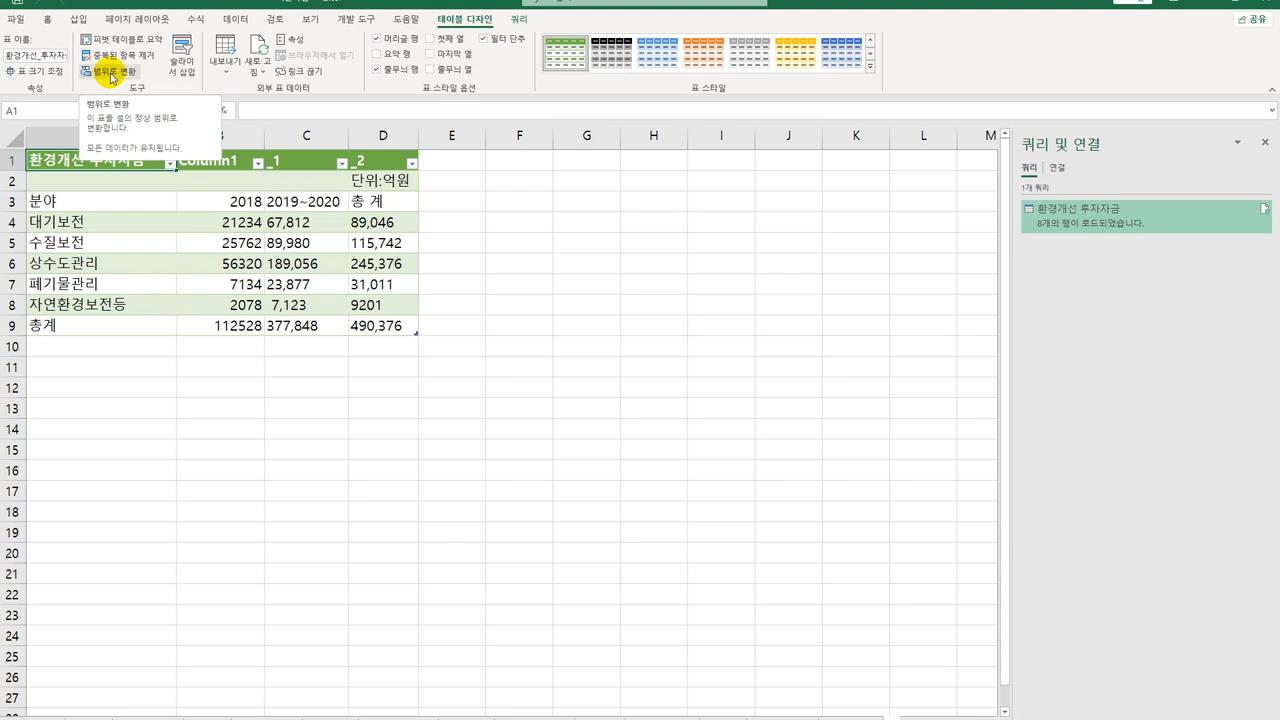 파일 홈 삽입 페이지 레이아웃 수식 데이터 검토 보기 개발 도구 도움말 테이블 디자인 쿼리 공유
표 이름: 피벗 테이블로 요약 속성 머리글 행 첫째 열 필터 단추
환경개선_투자자 중복된 항목 제거 슬라이서 삽입 내보내기 새로 고침 브라우저에서 열기 요약 행 마지막 열
표 크기 조정 범위로 변환 링크 끊기 줄무늬 행 줄무늬 열
속성 도구 외부 표 데이터 표 스타일 옵션 표 스타일
A1
범위로 변환
이 표를 셀의 정상 범위로
변환합니다.
모든 데이터가 유지됩니다.
C D E F G H I J K L M
1 환경개선 투자자금 Column1 _1 _2
2 단위:억원
3 분야 2018 2019~2020 총 계
4 대기보전 21234 67,812 89,046
5 수질보전 25762 89,980 115,742
6 상수도관리 56320 189,056 245,376
7 폐기물관리 7134 23,877 31,011
8 자연환경보전등 2078 7,123 9201
9 총계 112528 377,848 490,376
10
11
12
13
14
15
16
17
18
19
20
21
22
23
24
25
26
27
쿼리 및 연결
쿼리 연결
1개 쿼리
환경개선 투자자금
8개의 행이 로드되었습니다.